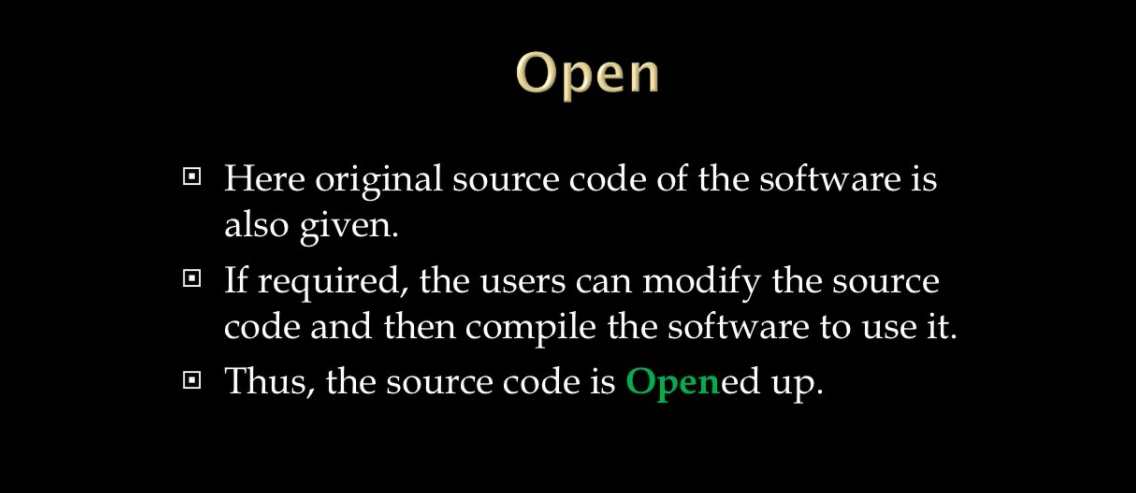 Open
Here original source code of the software is
also given.
If required, the users can modify the source
code and then compile the software to use it.
Thus, the source code is Opened up.